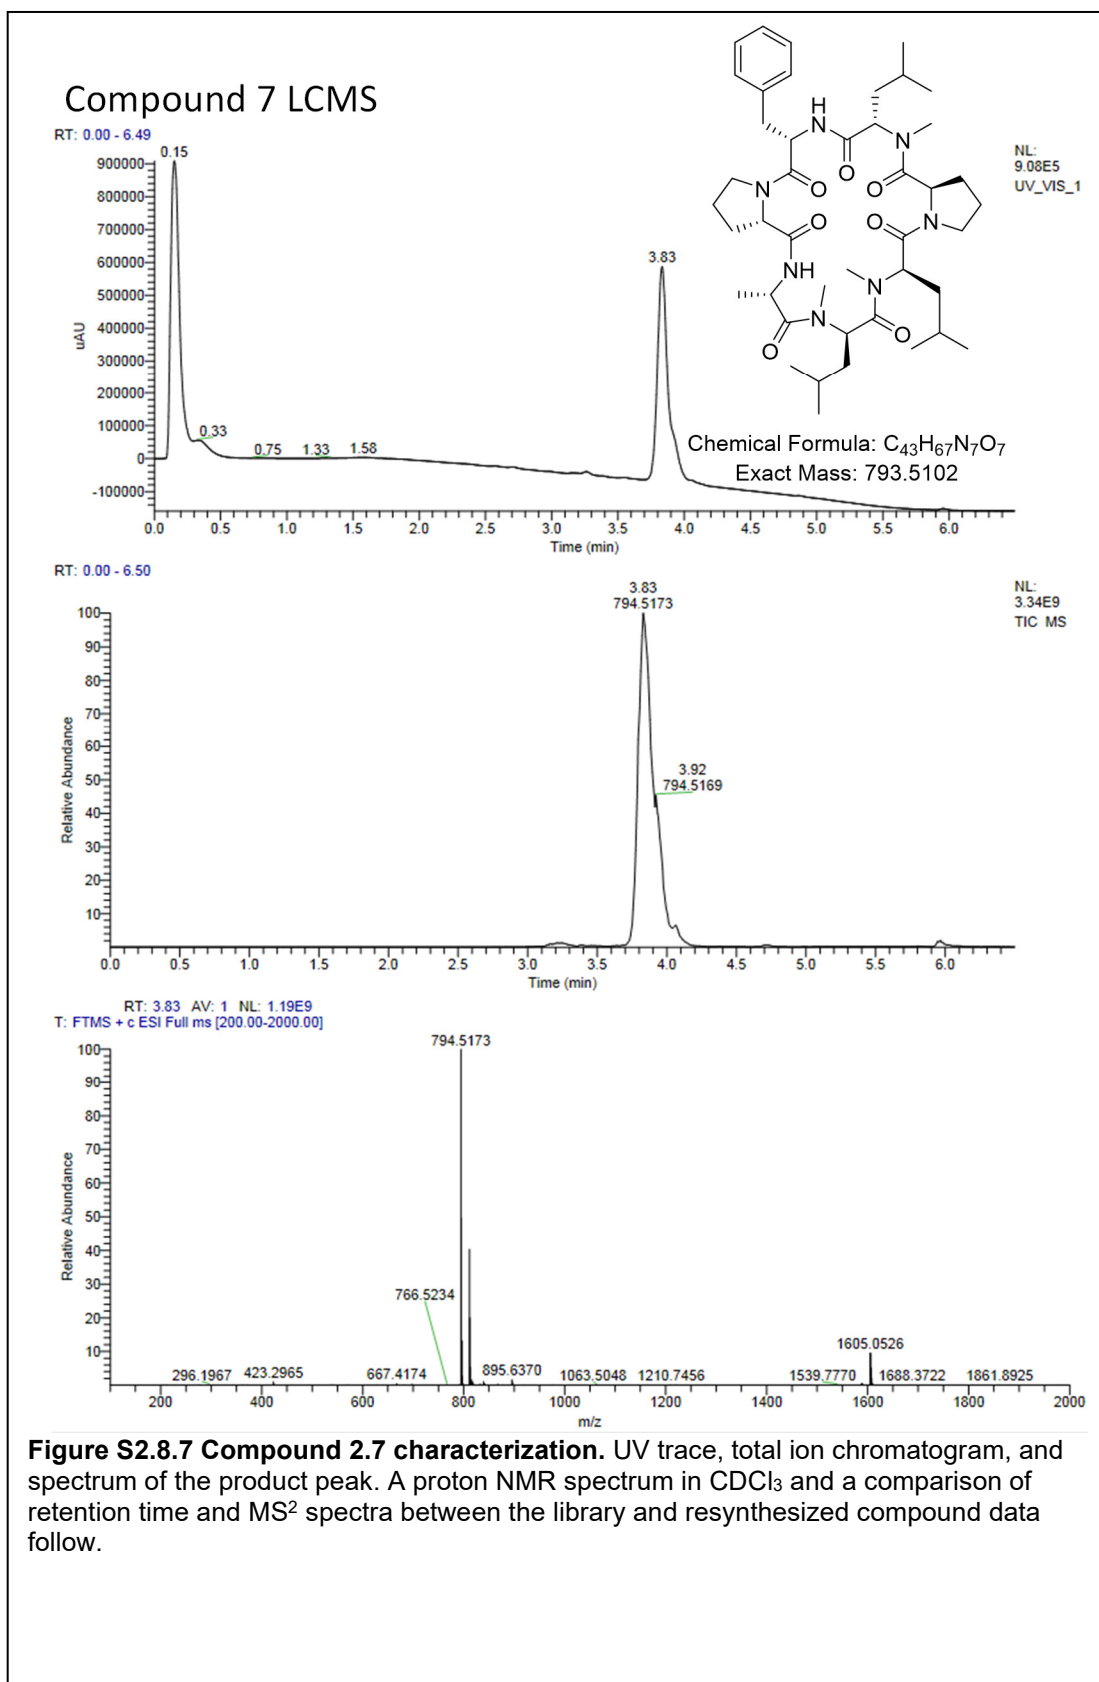 Compound 7 LCMS
RT: 0.00 - 6.49
NL:
9.08E5
UV_VIS_1
0.15
0.33
0.75
1.33
1.58
3.83
900000
800000
700000
600000
500000
400000
300000
200000
100000
0
-100000
uAU
0.0 0.5 1.0 1.5 2.0 2.5 3.0 3.5 4.0 4.5 5.0 5.5 6.0
Time (min)
H
N
O
N
O
N
O
O
N
O
NH
O
N
O
N
O
Chemical Formula: C₄₃H₆₇N₇O₇
Exact Mass: 793.5102
RT: 0.00 - 6.50
NL:
3.34E9
TIC MS
3.83
794.5173
3.92
794.5169
100
90
80
70
60
50
40
30
20
10
Relative Abundance
0.0 0.5 1.0 1.5 2.0 2.5 3.0 3.5 4.0 4.5 5.0 5.5 6.0
Time (min)
RT: 3.83 AV: 1 NL: 1.19E9
T: FTMS + c ESI Full ms [200.00-2000.00]
794.5173
766.5234
296.1967
423.2965
667.4174
895.6370
1063.5048
1210.7456
1539.7770
1605.0526
1688.3722
1861.8925
100
90
80
70
60
50
40
30
20
10
Relative Abundance
200 400 600 800 1000 1200 1400 1600 1800 2000
m/z
Figure S2.8.7 Compound 2.7 characterization. UV trace, total ion chromatogram, and
spectrum of the product peak. A proton NMR spectrum in CDCl₃ and a comparison of
retention time and MS² spectra between the library and resynthesized compound data
follow.